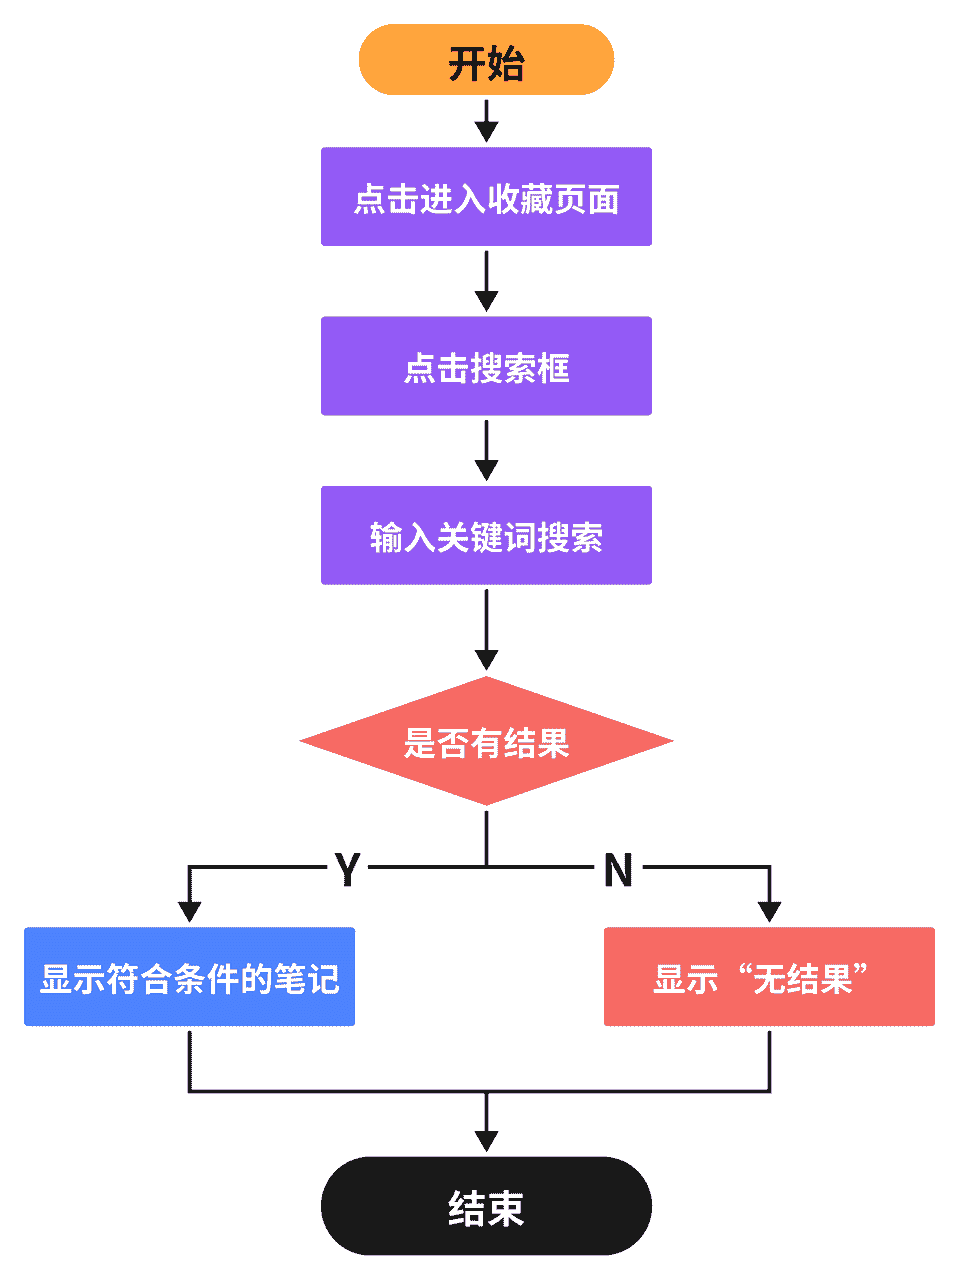 开始
点击进入收藏页面
点击搜索框
输入关键词搜索
是否有结果
Y
N
显示符合条件的笔记
显示“无结果”
结束